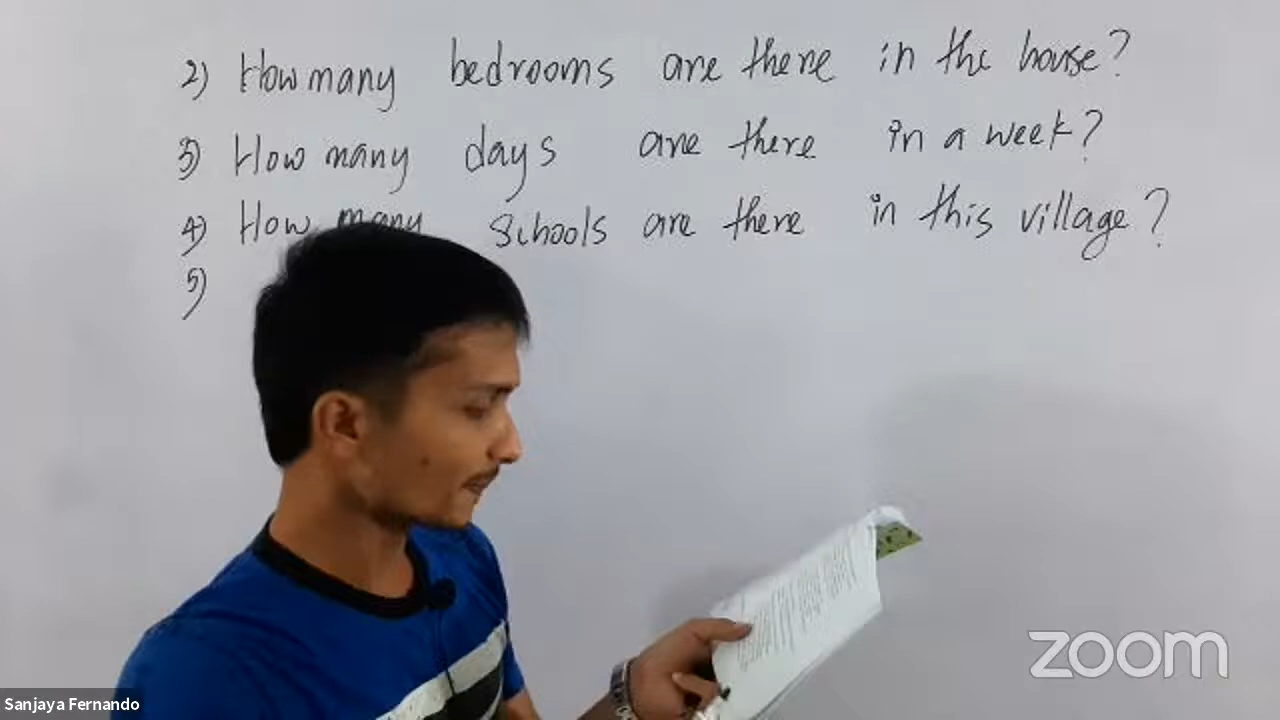 2) How many bedrooms are there in the house?
3) How many days are there in a week?
4) How many schools are there in this village?
5)
zoom
Sanjaya Fernando